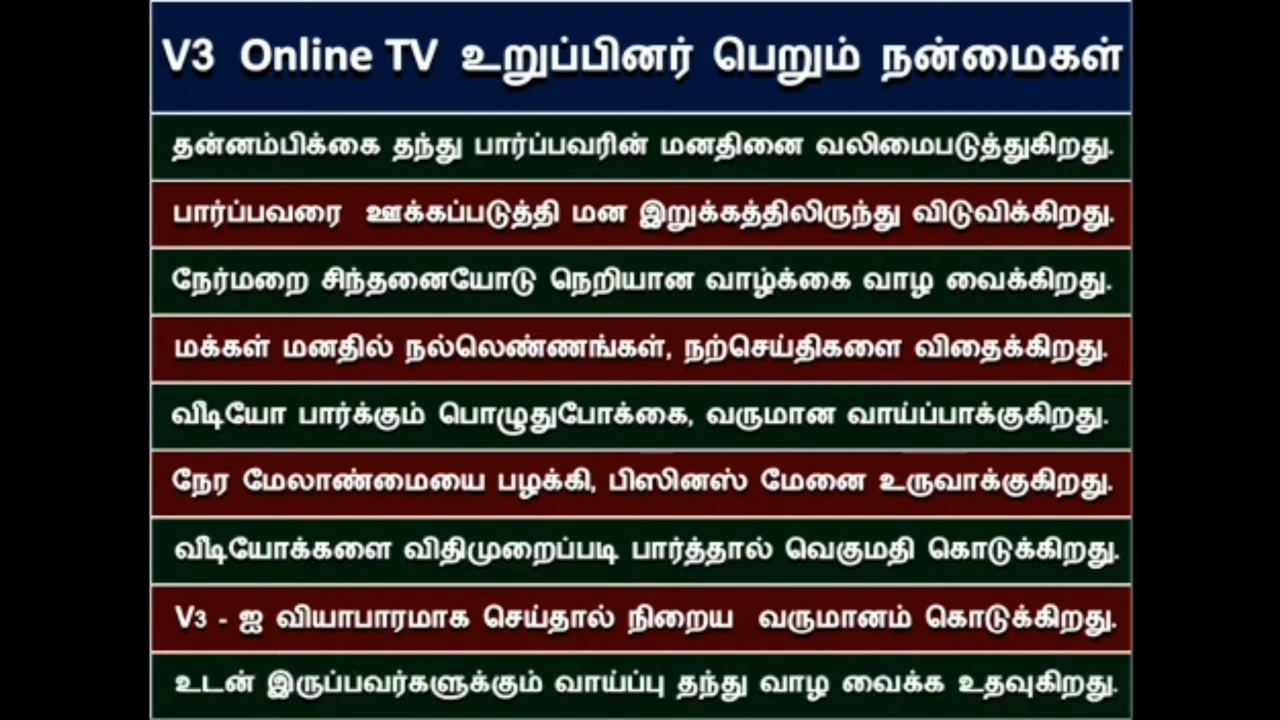 V3 Online TV உறுப்பினர் பெறும் நன்மைகள்
தன்னம்பிக்கை தந்து பார்ப்பவரின் மனதினை வலிமைபடுத்துகிறது.
பார்ப்பவரை ஊக்கப்படுத்தி மன இறுக்கத்திலிருந்து விடுவிக்கிறது.
நேர்மறை சிந்தனையோடு நெறியான வாழ்க்கை வாழ வைக்கிறது.
மக்கள் மனதில் நல்லெண்ணங்கள், நற்செய்திகளை விதைக்கிறது.
வீடியோ பார்க்கும் பொழுதுபோக்கை, வருமான வாய்ப்பாக்குகிறது.
நேர மேலாண்மையை பழக்கி, பிஸினஸ் மேனை உருவாக்குகிறது.
வீடியோக்களை விதிமுறைப்படி பார்த்தால் வெகுமதி கொடுக்கிறது.
V3 - ஐ வியாபாரமாக செய்தால் நிறைய வருமானம் கொடுக்கிறது.
உடன் இருப்பவர்களுக்கும் வாய்ப்பு தந்து வாழ வைக்க உதவுகிறது.